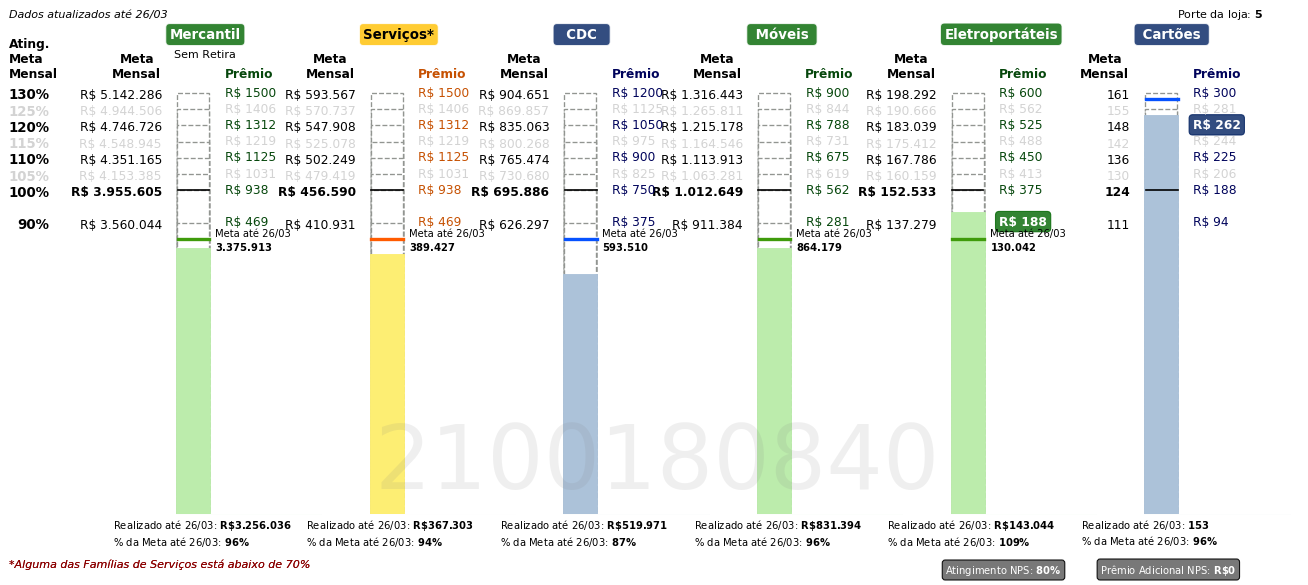 Dados atualizados até 26/03
Porte da loja: 5
Mercantil Serviços* CDC Móveis Eletroportáteis Cartões
Sem Retira
Ating. Meta Mensal
Meta Mensal Prêmio Meta Mensal Prêmio Meta Mensal Prêmio Meta Mensal Prêmio Meta Mensal Prêmio Meta Mensal Prêmio
130% R$ 5.142.286 R$ 1500 R$ 593.567 R$ 1500 R$ 904.651 R$ 1200 R$ 1.316.443 R$ 900 R$ 198.292 R$ 600 161 R$ 300
125% R$ 4.944.506 R$ 1406 R$ 570.737 R$ 1406 R$ 869.857 R$ 1125 R$ 1.265.811 R$ 844 R$ 190.666 R$ 562 155 R$ 281
120% R$ 4.746.726 R$ 1312 R$ 547.908 R$ 1312 R$ 835.063 R$ 1050 R$ 1.215.178 R$ 788 R$ 183.039 R$ 525 148 R$ 262
115% R$ 4.548.945 R$ 1219 R$ 525.078 R$ 1219 R$ 800.268 R$ 975 R$ 1.164.546 R$ 731 R$ 175.412 R$ 488 142 R$ 244
110% R$ 4.351.165 R$ 1125 R$ 502.249 R$ 1125 R$ 765.474 R$ 900 R$ 1.113.913 R$ 675 R$ 167.786 R$ 450 136 R$ 225
105% R$ 4.153.385 R$ 1031 R$ 479.419 R$ 1031 R$ 730.680 R$ 825 R$ 1.063.281 R$ 619 R$ 160.159 R$ 413 130 R$ 206
100% R$ 3.955.605 R$ 938 R$ 456.590 R$ 938 R$ 695.886 R$ 750 R$ 1.012.649 R$ 562 R$ 152.533 R$ 375 124 R$ 188
90% R$ 3.560.044 R$ 469 R$ 410.931 R$ 469 R$ 626.297 R$ 375 R$ 911.384 R$ 281 R$ 137.279 R$ 188 111 R$ 94
Meta até 26/03 Meta até 26/03 Meta até 26/03 Meta até 26/03 Meta até 26/03
3.375.913 389.427 593.510 864.179 130.042
2100180840
Realizado até 26/03: R$3.256.036 Realizado até 26/03: R$367.303 Realizado até 26/03: R$519.971 Realizado até 26/03: R$831.394 Realizado até 26/03: R$143.044 Realizado até 26/03: 153
% da Meta até 26/03: 96% % da Meta até 26/03: 94% % da Meta até 26/03: 87% % da Meta até 26/03: 96% % da Meta até 26/03: 109% % da Meta até 26/03: 96%
*Alguma das Famílias de Serviços está abaixo de 70%
Atingimento NPS: 80% Prêmio Adicional NPS: R$0